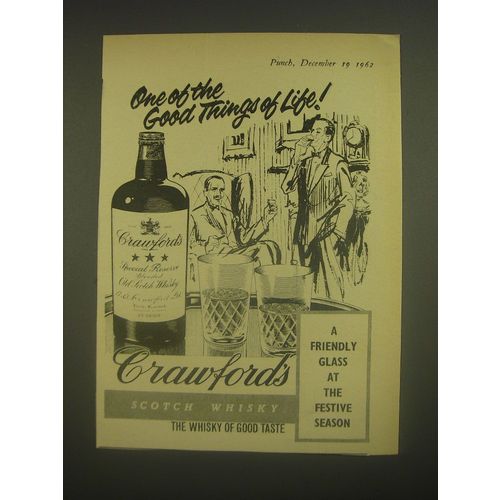 Punch, December 19 1962
One of the
Good Things of Life!
Crawford's
★ ★ ★
Special Reserve
Blended
Old Scotch Whisky
Crawford's
SCOTCH WHISKY
THE WHISKY OF GOOD TASTE
A
FRIENDLY
GLASS
AT
THE
FESTIVE
SEASON